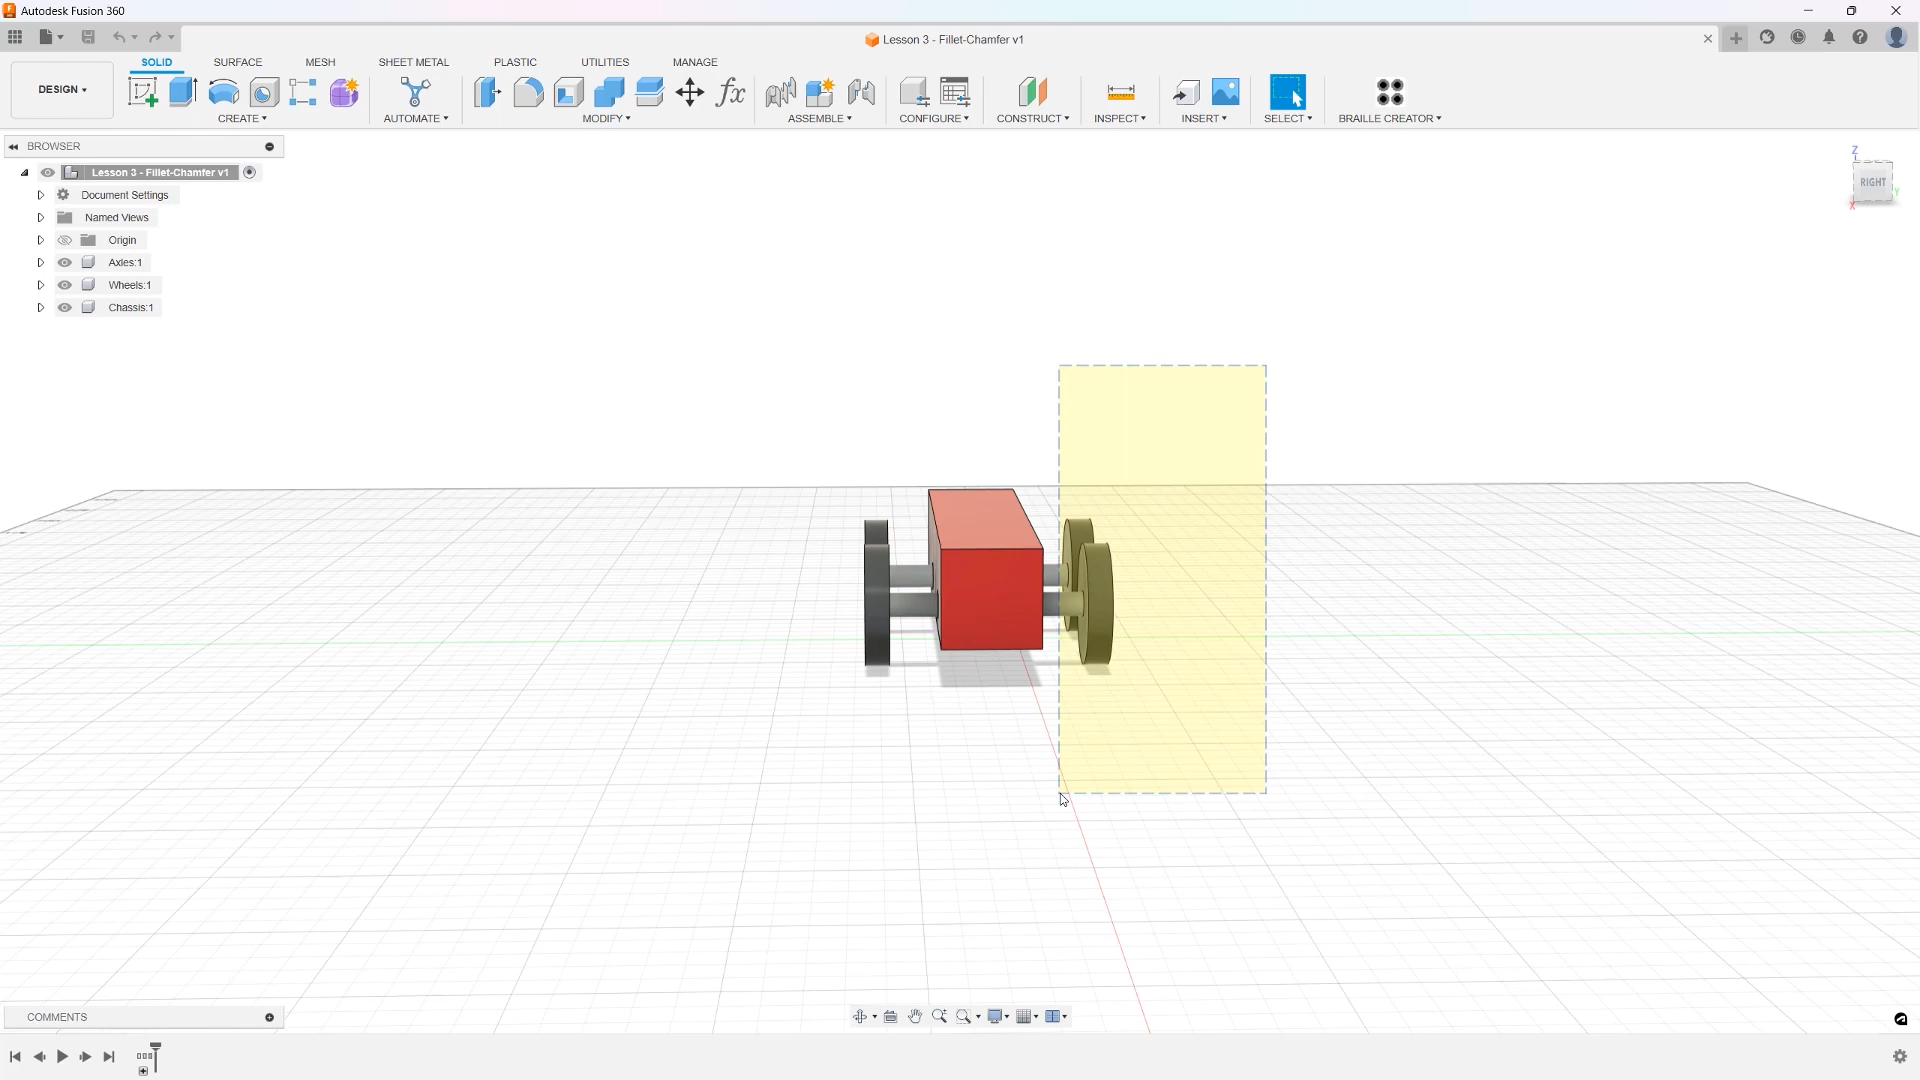 Autodesk Fusion 360
Lesson 3 - Fillet-Chamfer v1
DESIGN
SOLID
SURFACE
MESH
SHEET METAL
PLASTIC
UTILITIES
MANAGE
CREATE
AUTOMATE
MODIFY
ASSEMBLE
CONFIGURE
CONSTRUCT
INSPECT
INSERT
SELECT
BRAILLE CREATOR
BROWSER
Lesson 3 - Fillet-Chamfer v1
Document Settings
Named Views
Origin
Axles:1
Wheels:1
Chassis:1
Z
RIGHT
Y
X
COMMENTS